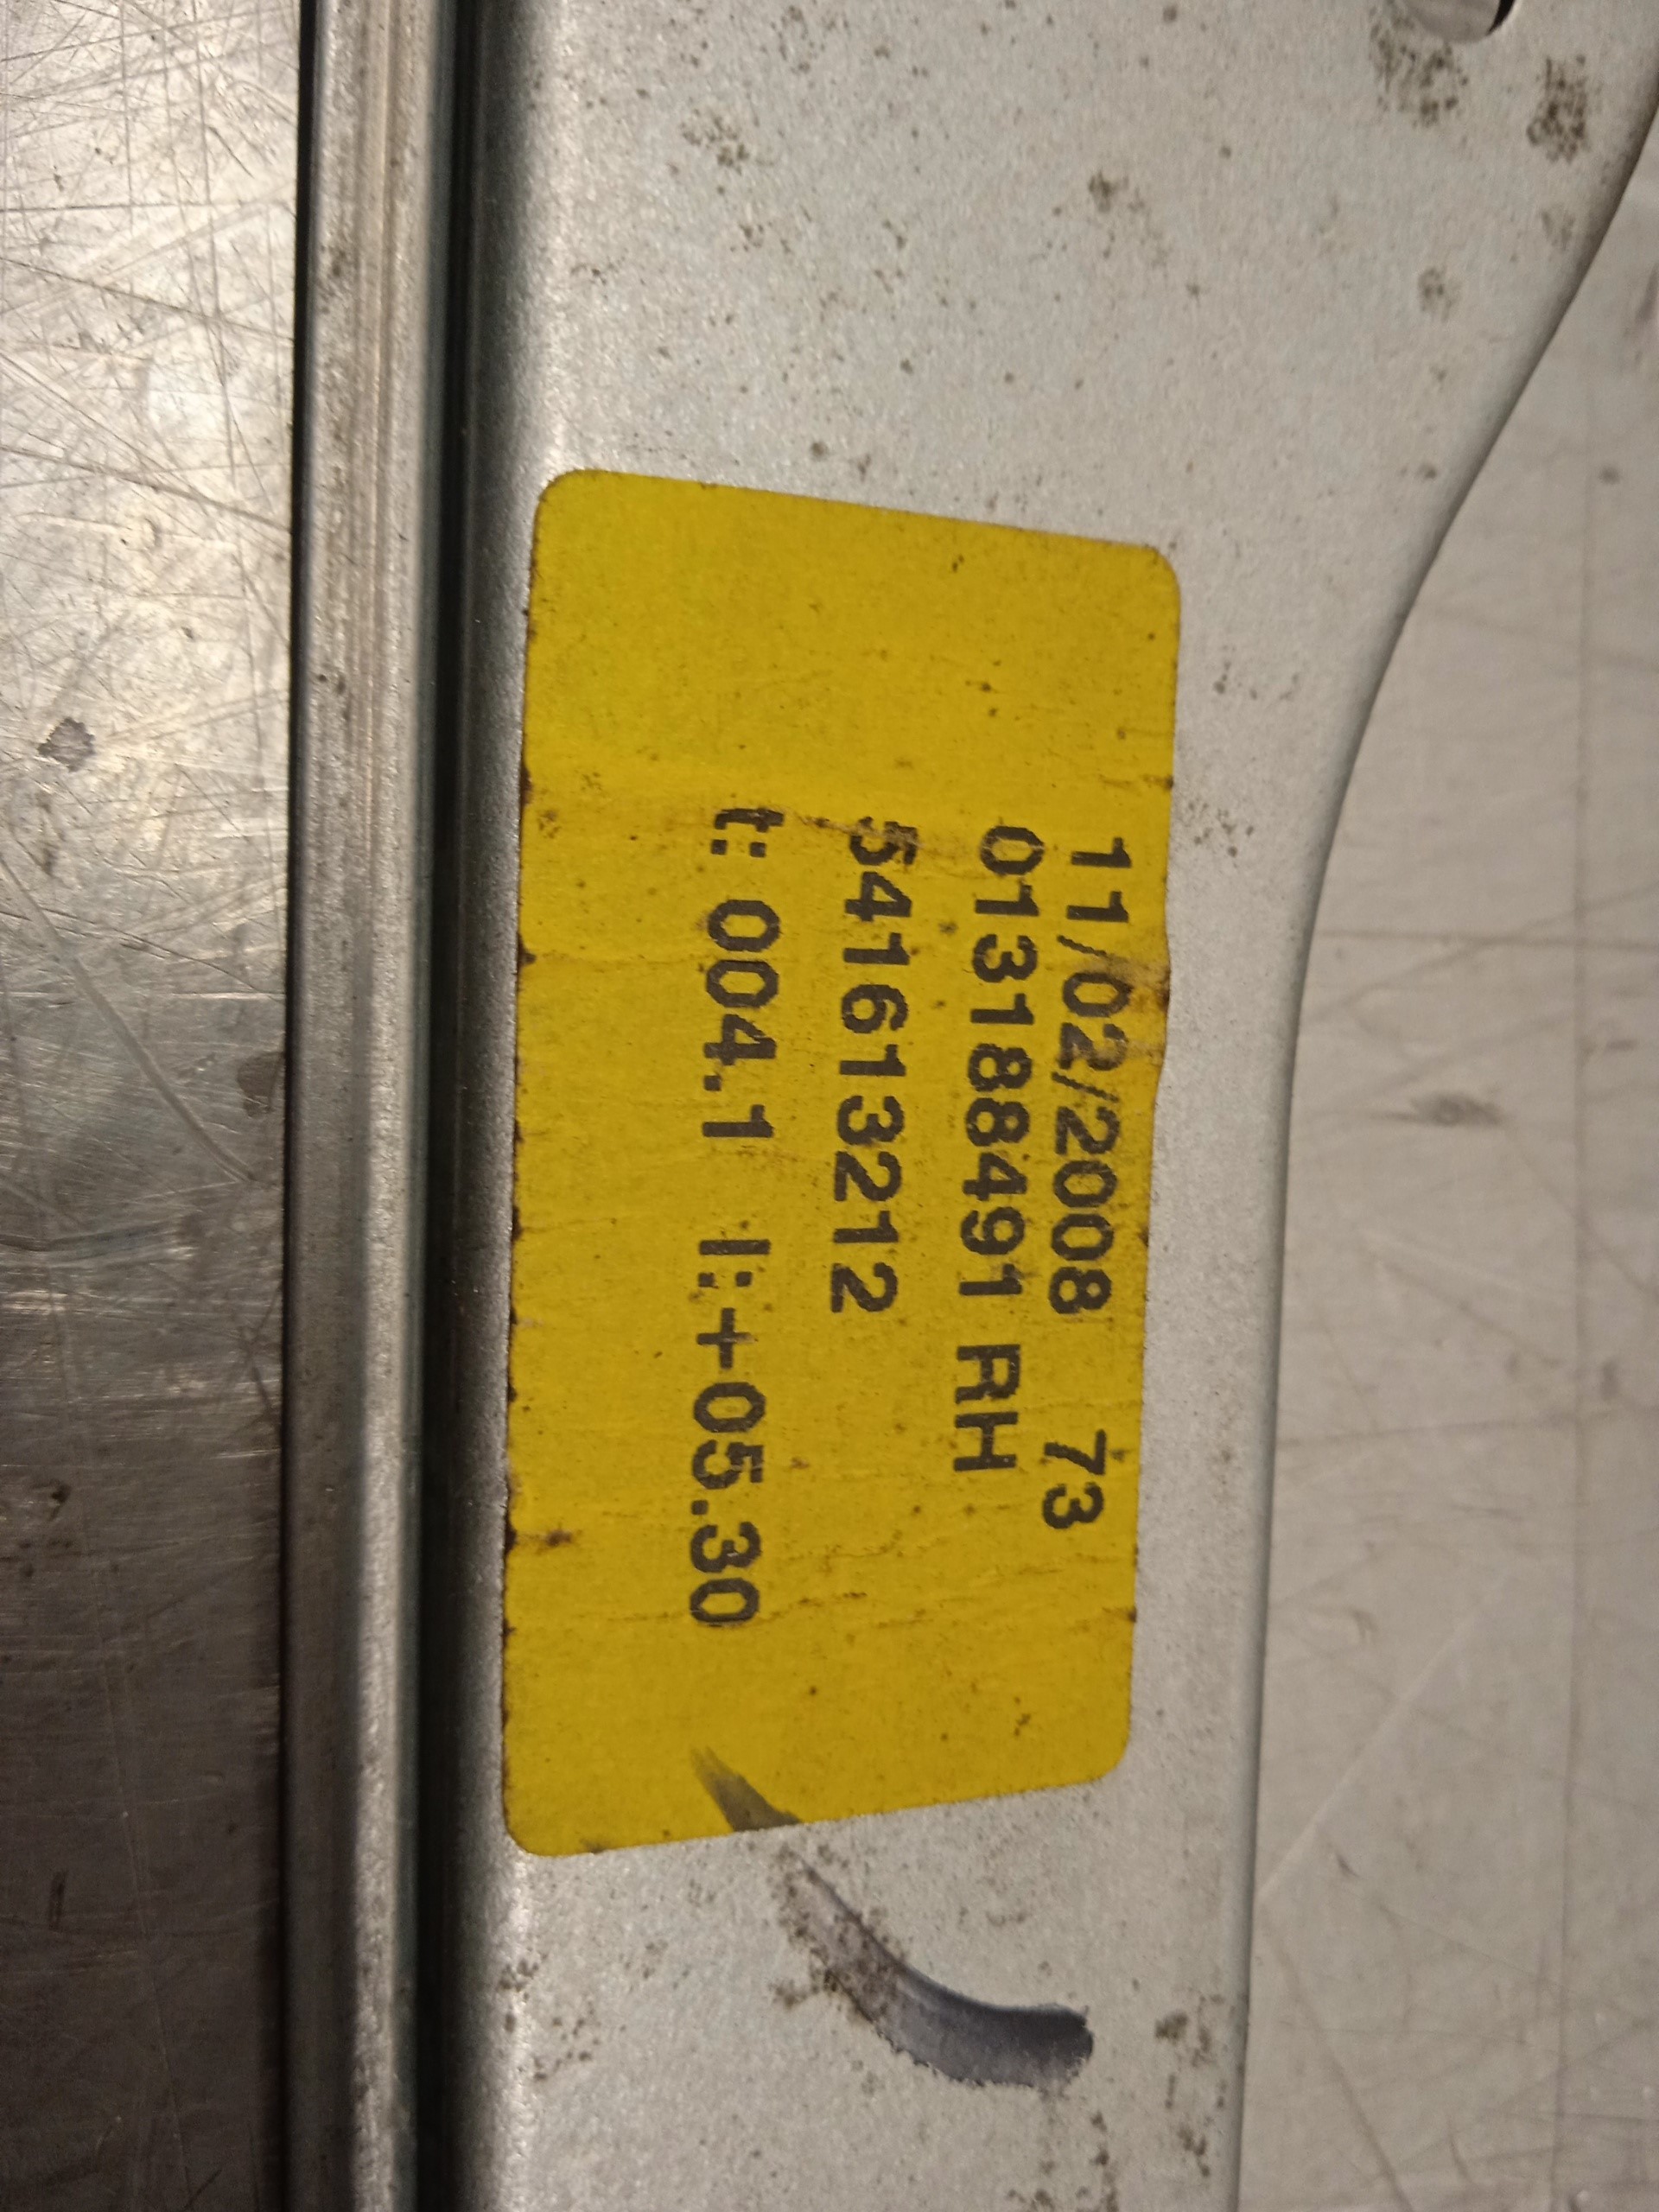 11/02/2008 73
013188491 RH
541613212
t: 004.1 l:+05.30